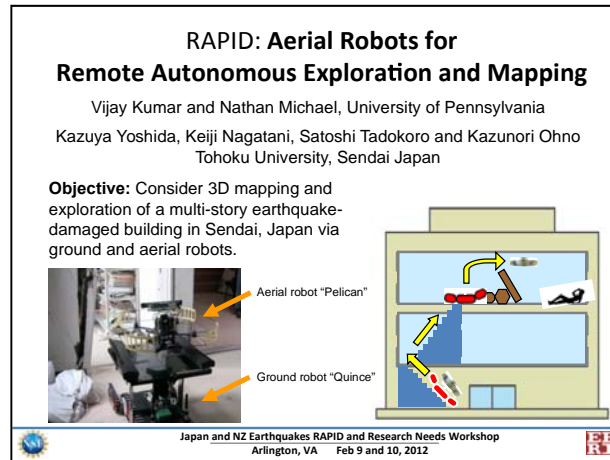 RAPID: Aerial Robots for
Remote Autonomous Exploration and Mapping
Vijay Kumar and Nathan Michael, University of Pennsylvania
Kazuya Yoshida, Keiji Nagatani, Satoshi Tadokoro and Kazunori Ohno
Tohoku University, Sendai Japan
Objective: Consider 3D mapping and
exploration of a multi-story earthquake-
damaged building in Sendai, Japan via
ground and aerial robots.
Aerial robot “Pelican”
Ground robot “Quince”
Japan and NZ Earthquakes RAPID and Research Needs Workshop
Arlington, VA Feb 9 and 10, 2012